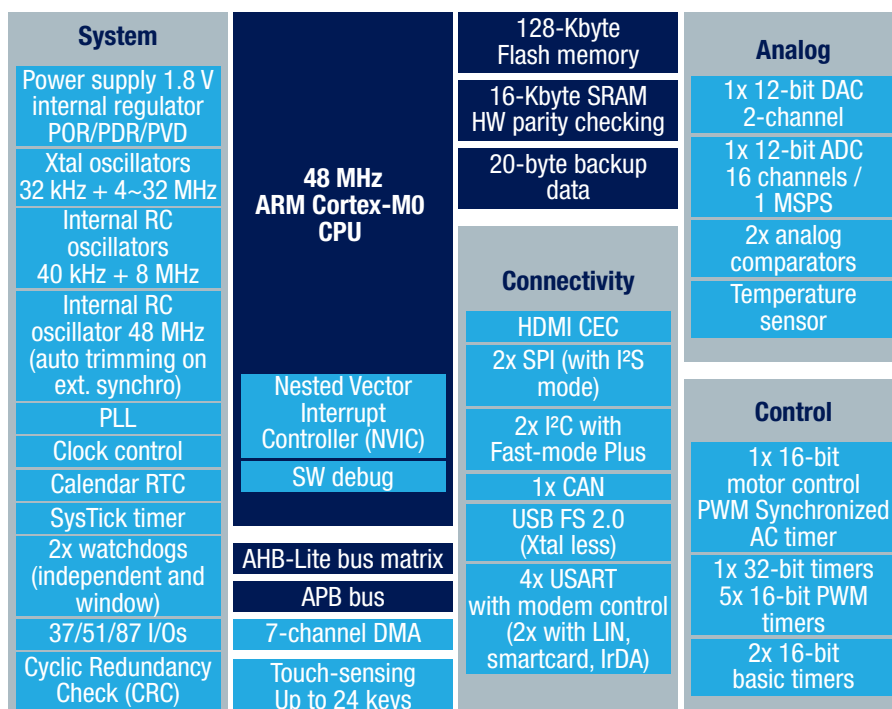 System
Power supply 1.8 V
internal regulator
POR/PDR/PVD
Xtal oscillators
32 kHz + 4~32 MHz
Internal RC
oscillators
40 kHz + 8 MHz
Internal RC
oscillator 48 MHz
(auto trimming on
ext. synchro)
PLL
Clock control
Calendar RTC
SysTick timer
2x watchdogs
(independent and
window)
37/51/87 I/Os
Cyclic Redundancy
Check (CRC)
48 MHz
ARM Cortex-M0
CPU
Nested Vector
Interrupt
Controller (NVIC)
SW debug
AHB-Lite bus matrix
APB bus
7-channel DMA
Touch-sensing
Up to 24 keys
128-Kbyte
Flash memory
16-Kbyte SRAM
HW parity checking
20-byte backup
data
Connectivity
HDMI CEC
2x SPI (with I²S
mode)
2x I²C with
Fast-mode Plus
1x CAN
USB FS 2.0
(Xtal less)
4x USART
with modem control
(2x with LIN,
smartcard, IrDA)
Analog
1x 12-bit DAC
2-channel
1x 12-bit ADC
16 channels /
1 MSPS
2x analog
comparators
Temperature
sensor
Control
1x 16-bit
motor control
PWM Synchronized
AC timer
1x 32-bit timers
5x 16-bit PWM
timers
2x 16-bit
basic timers